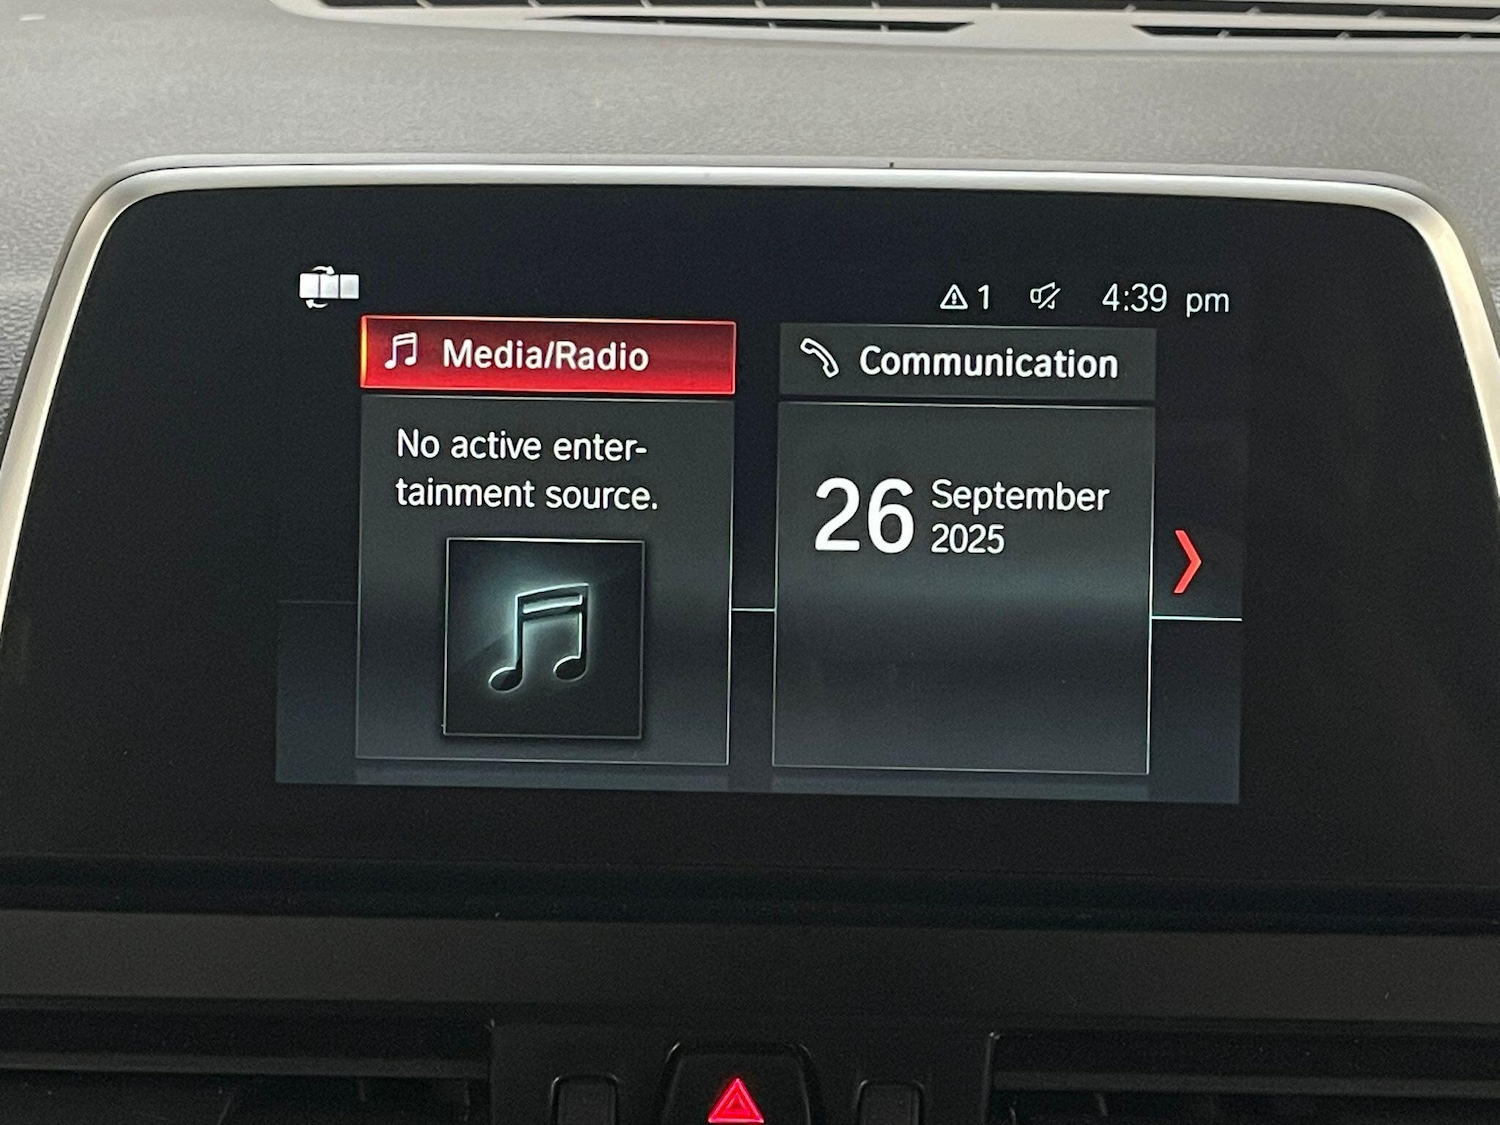 1 4:39 pm
Media/Radio
No active enter-
tainment source.
Communication
26 September
2025